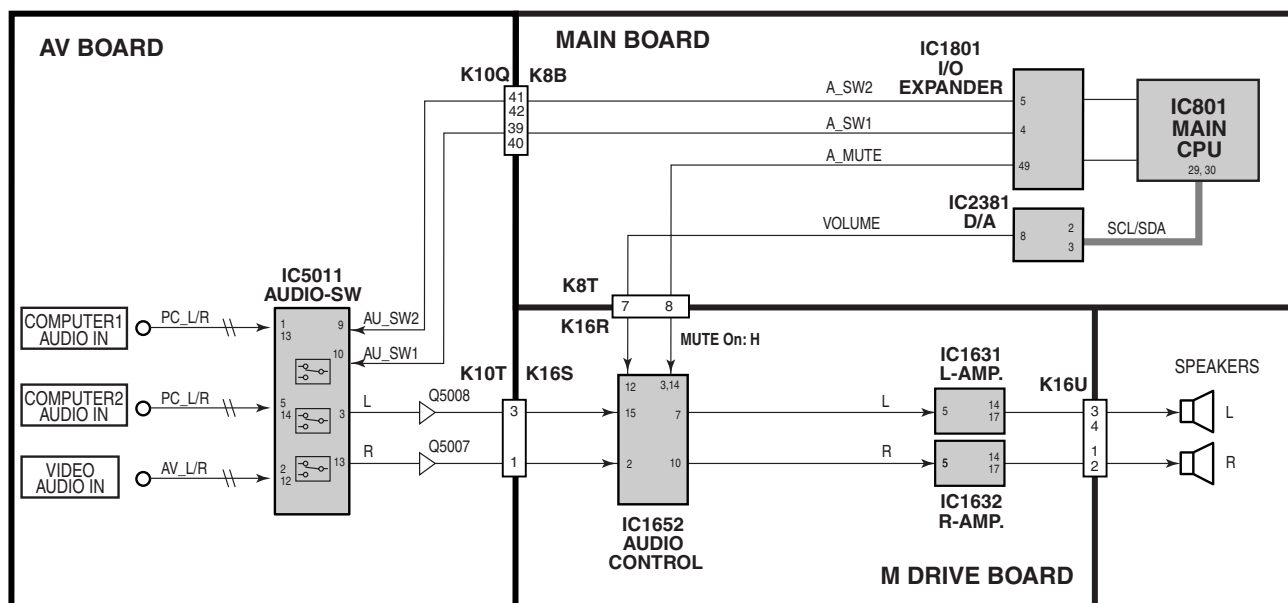 AV BOARD
MAIN BOARD
K10Q K8B
41
42
39
40
A_SW2
A_SW1
A_MUTE
VOLUME
IC1801
I/O
EXPANDER
5
4
49
IC801
MAIN
CPU
29, 30
IC2381
D/A
8
2
3
SCL/SDA
IC5011
AUDIO-SW
COMPUTER1
AUDIO IN
PC_L/R
1
13
9
AU_SW2
10
AU_SW1
COMPUTER2
AUDIO IN
PC_L/R
5
14
3
L
Q5008
VIDEO
AUDIO IN
AV_L/R
2
12
13
R
Q5007
K10T K16S
3
1
K8T
7 8
K16R
MUTE On: H
12 3,14
15 7
2 10
IC1652
AUDIO
CONTROL
L
R
IC1631
L-AMP.
5 14
17
5 14
17
IC1632
R-AMP.
K16U
3
4
1
2
SPEAKERS
L
R
M DRIVE BOARD